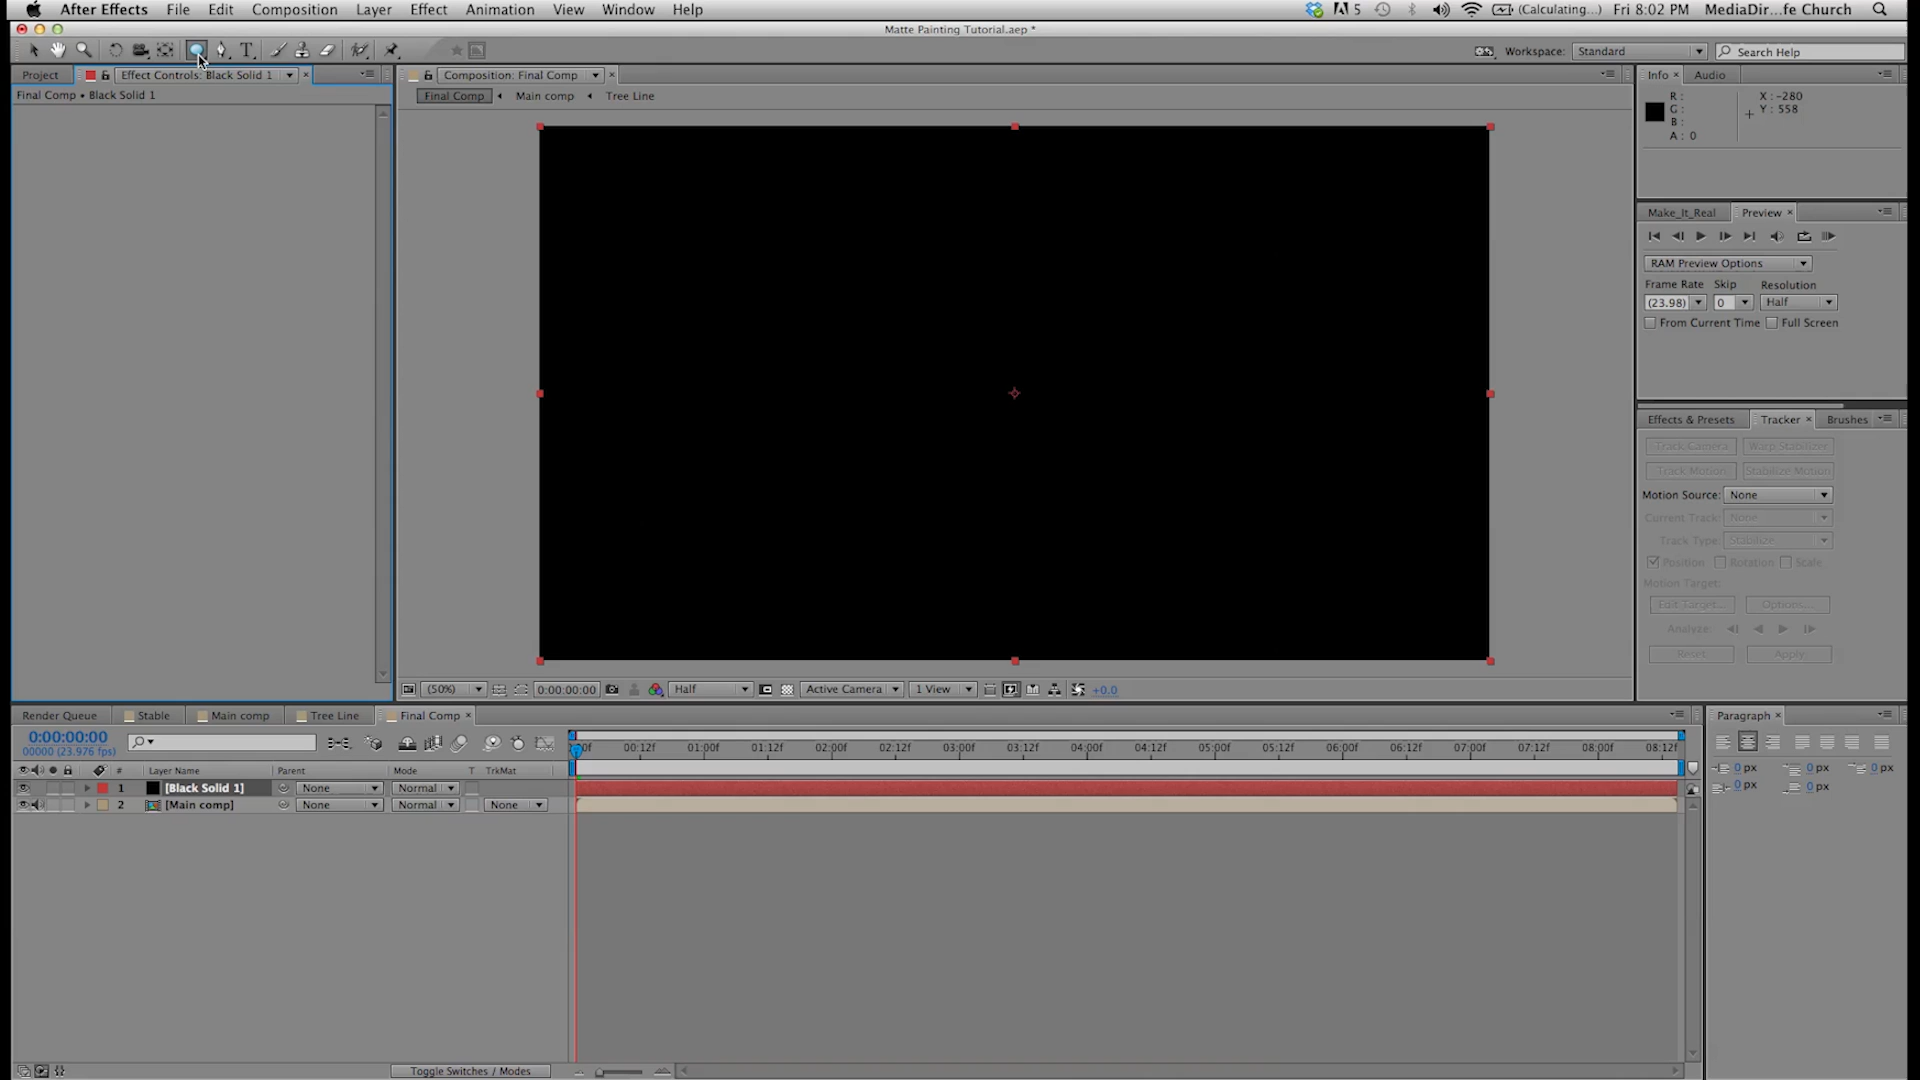 After Effects File Edit Composition Layer Effect Animation View Window Help 5 (Calculating...) Fri 8:02 PM MediaDir...fe Church
Matte Painting Tutorial.aep *
T Workspace: Standard Search Help
Project Effect Controls: Black Solid 1 × Composition: Final Comp × Info × Audio
Final Comp • Black Solid 1
Final Comp Main comp Tree Line
R : X : -280
G : Y : 558
B :
A : 0
Make_It_Real Preview ×
RAM Preview Options
Frame Rate Skip Resolution
(23.98) 0 Half
From Current Time Full Screen
Effects & Presets Tracker × Brushes
Track Camera Warp Stabilizer
Track Motion Stabilize Motion
Motion Source: None
Current Track: None
Track Type: Stabilize
Position Rotation Scale
Motion Target:
Edit Target... Options...
Analyze:
Reset Apply
(50%) 0:00:00:00 Half Active Camera 1 View +0.0
Render Queue Stable Main comp Tree Line Final Comp × Paragraph ×
0:00:00:00
00000 (23.976 fps)
:00f 00:12f 01:00f 01:12f 02:00f 02:12f 03:00f 03:12f 04:00f 04:12f 05:00f 05:12f 06:00f 06:12f 07:00f 07:12f 08:00f 08:12f
# Layer Name Parent Mode T TrkMat
0 px 0 px 0 px
0 px 0 px
1 [Black Solid 1] None Normal
2 [Main comp] None Normal None
Toggle Switches / Modes